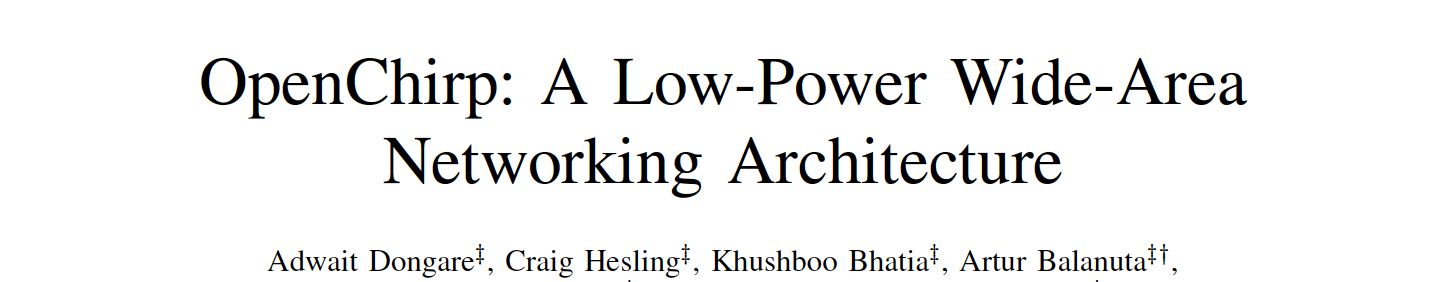 OpenChirp: A Low-Power Wide-Area
Networking Architecture
Adwait Dongare‡, Craig Hesling‡, Khushboo Bhatia‡, Artur Balanuta‡†,